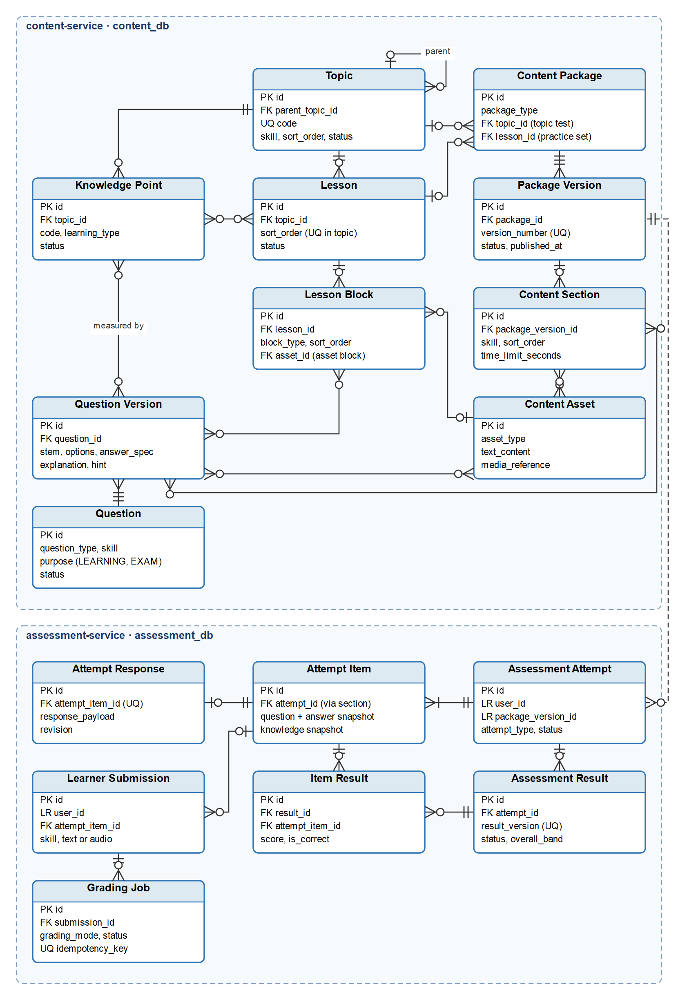 content-service · content_db
parent
Topic
PK id
FK parent_topic_id
UQ code
skill, sort_order, status
Content Package
PK id
package_type
FK topic_id (topic test)
FK lesson_id (practice set)
Knowledge Point
PK id
FK topic_id
code, learning_type
status
Lesson
PK id
FK topic_id
sort_order (UQ in topic)
status
Package Version
PK id
FK package_id
version_number (UQ)
status, published_at
measured by
Lesson Block
PK id
FK lesson_id
block_type, sort_order
FK asset_id (asset block)
Content Section
PK id
FK package_version_id
skill, sort_order
time_limit_seconds
Question Version
PK id
FK question_id
stem, options, answer_spec
explanation, hint
Content Asset
PK id
asset_type
text_content
media_reference
Question
PK id
question_type, skill
purpose (LEARNING, EXAM)
status
assessment-service · assessment_db
Attempt Response
PK id
FK attempt_item_id (UQ)
response_payload
revision
Attempt Item
PK id
FK attempt_id (via section)
question + answer snapshot
knowledge snapshot
Assessment Attempt
PK id
LR user_id
LR package_version_id
attempt_type, status
Learner Submission
PK id
LR user_id
FK attempt_item_id
skill, text or audio
Item Result
PK id
FK result_id
FK attempt_item_id
score, is_correct
Assessment Result
PK id
FK attempt_id
result_version (UQ)
status, overall_band
Grading Job
PK id
FK submission_id
grading_mode, status
UQ idempotency_key